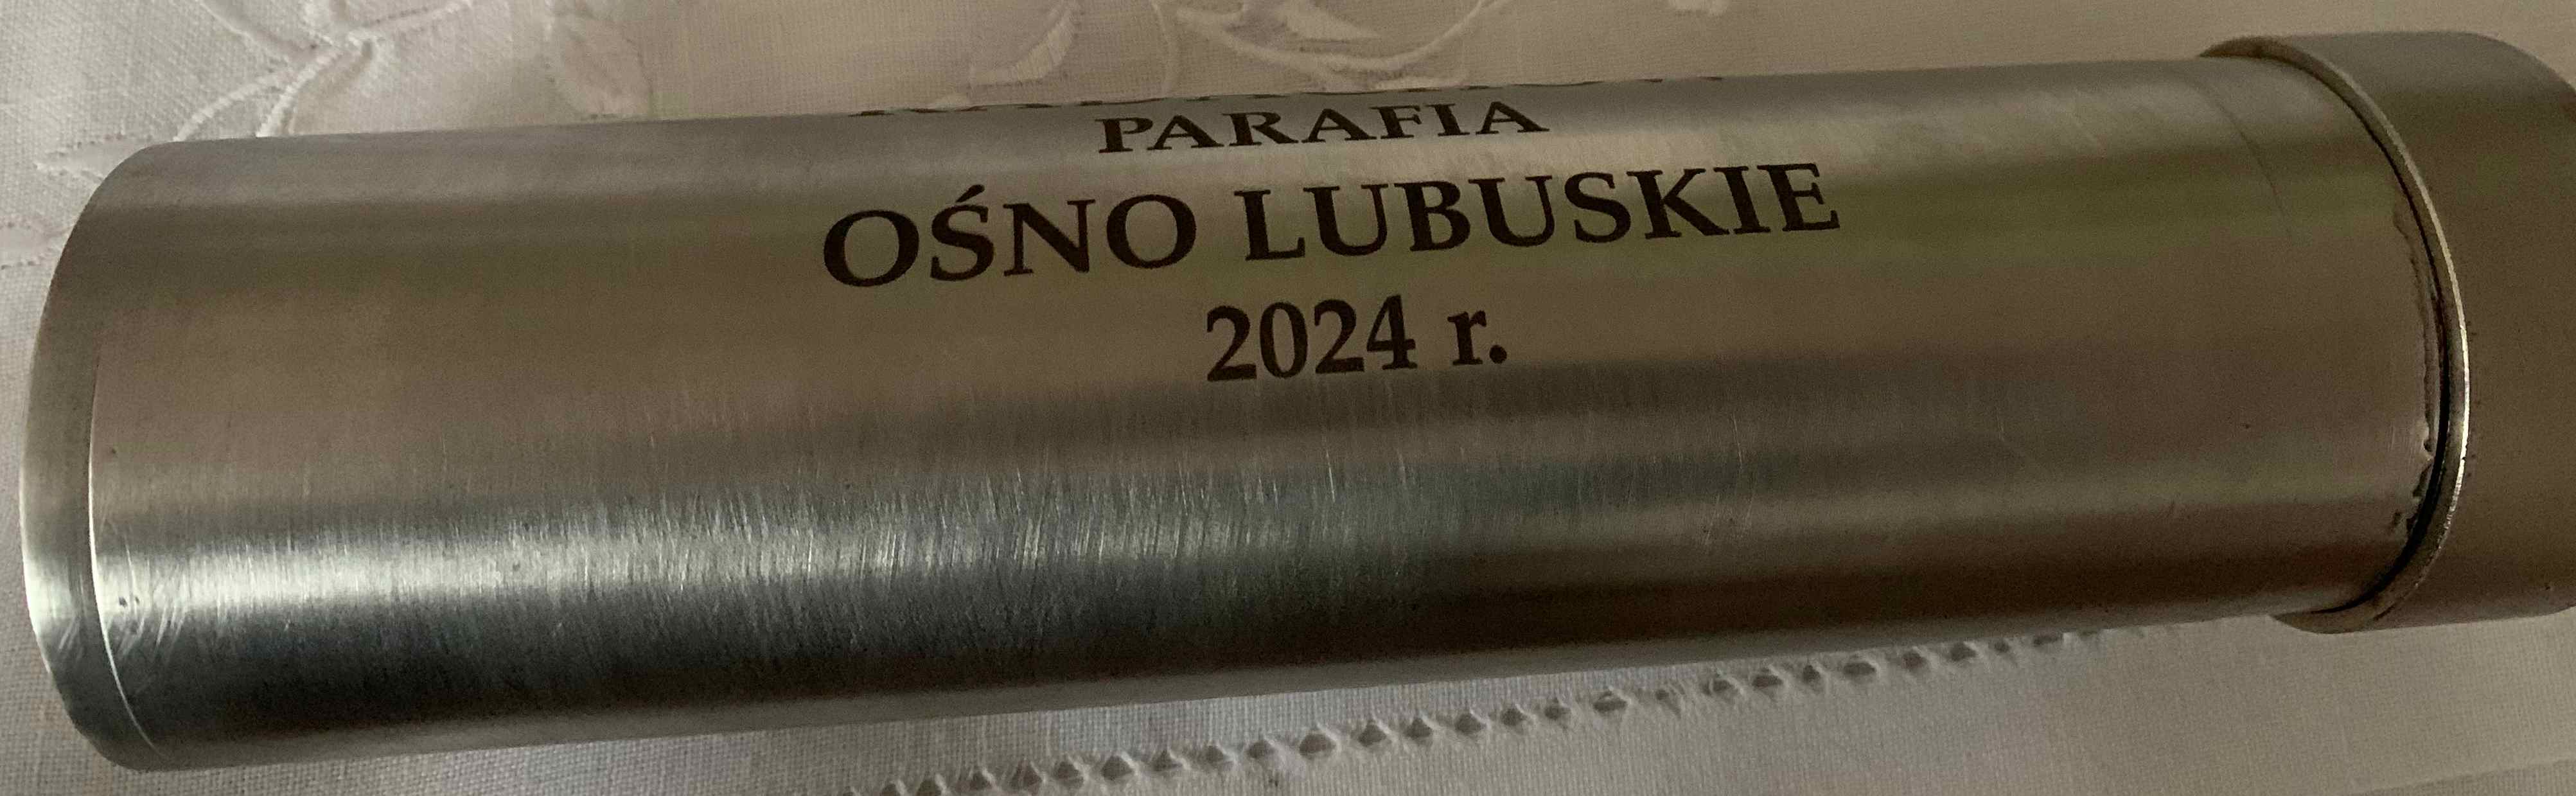 PARAFIA
OŚNO LUBUSKIE
2024 r.